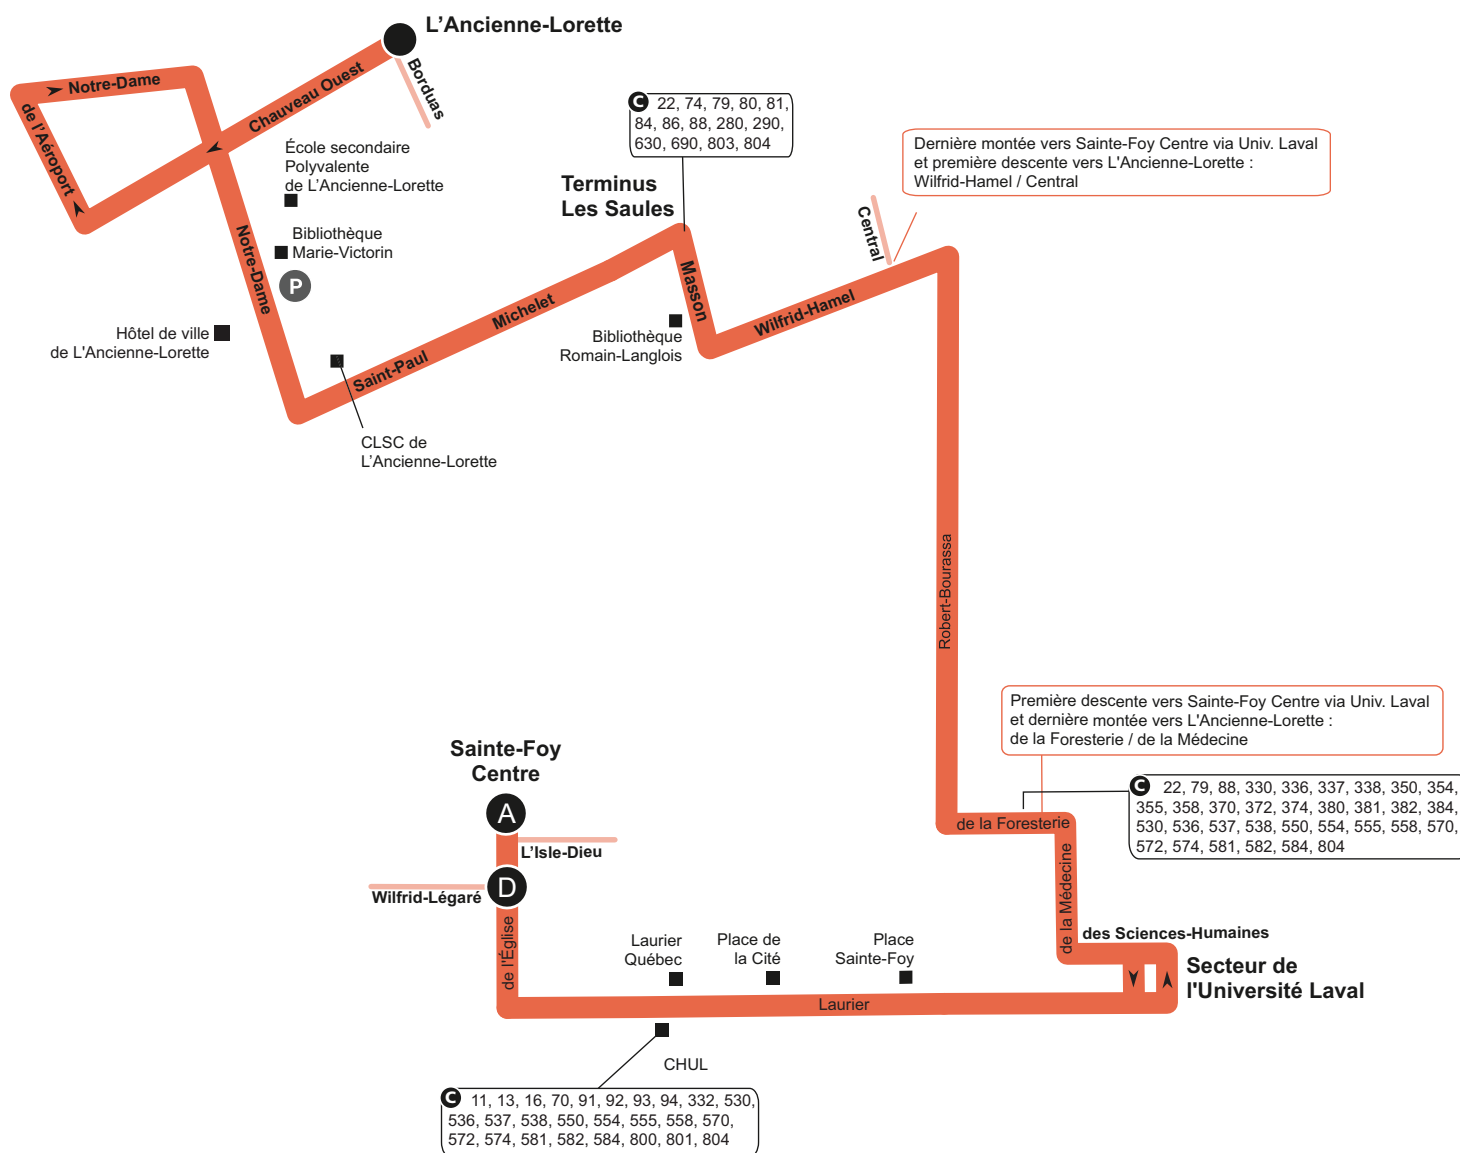 L'Ancienne-Lorette
Notre-Dame
de l'Aéroport
Chauveau Ouest
Borduas
École secondaire
Polyvalente
de L'Ancienne-Lorette
Bibliothèque
Marie-Victorin
P
Notre-Dame
Hôtel de ville
de L'Ancienne-Lorette
CLSC de
L'Ancienne-Lorette
Saint-Paul
Michelet
C 22, 74, 79, 80, 81,
84, 86, 88, 280, 290,
630, 690, 803, 804
Terminus
Les Saules
Masson
Bibliothèque
Romain-Langlois
Wilfrid-Hamel
Central
Dernière montée vers Sainte-Foy Centre via Univ. Laval
et première descente vers L'Ancienne-Lorette :
Wilfrid-Hamel / Central
Robert-Bourassa
Première descente vers Sainte-Foy Centre via Univ. Laval
et dernière montée vers L'Ancienne-Lorette :
de la Foresterie / de la Médecine
C 22, 79, 88, 330, 336, 337, 338, 350, 354,
355, 358, 370, 372, 374, 380, 381, 382, 384,
530, 536, 537, 538, 550, 554, 555, 558, 570,
572, 574, 581, 582, 584, 804
de la Foresterie
de la Médecine
des Sciences-Humaines
Secteur de
l'Université Laval
Sainte-Foy
Centre
A
L'Isle-Dieu
D
Wilfrid-Légaré
de l'Église
Laurier
Québec
Place de
la Cité
Place
Sainte-Foy
Laurier
CHUL
C 11, 13, 16, 70, 91, 92, 93, 94, 332, 530,
536, 537, 538, 550, 554, 555, 558, 570,
572, 574, 581, 582, 584, 800, 801, 804